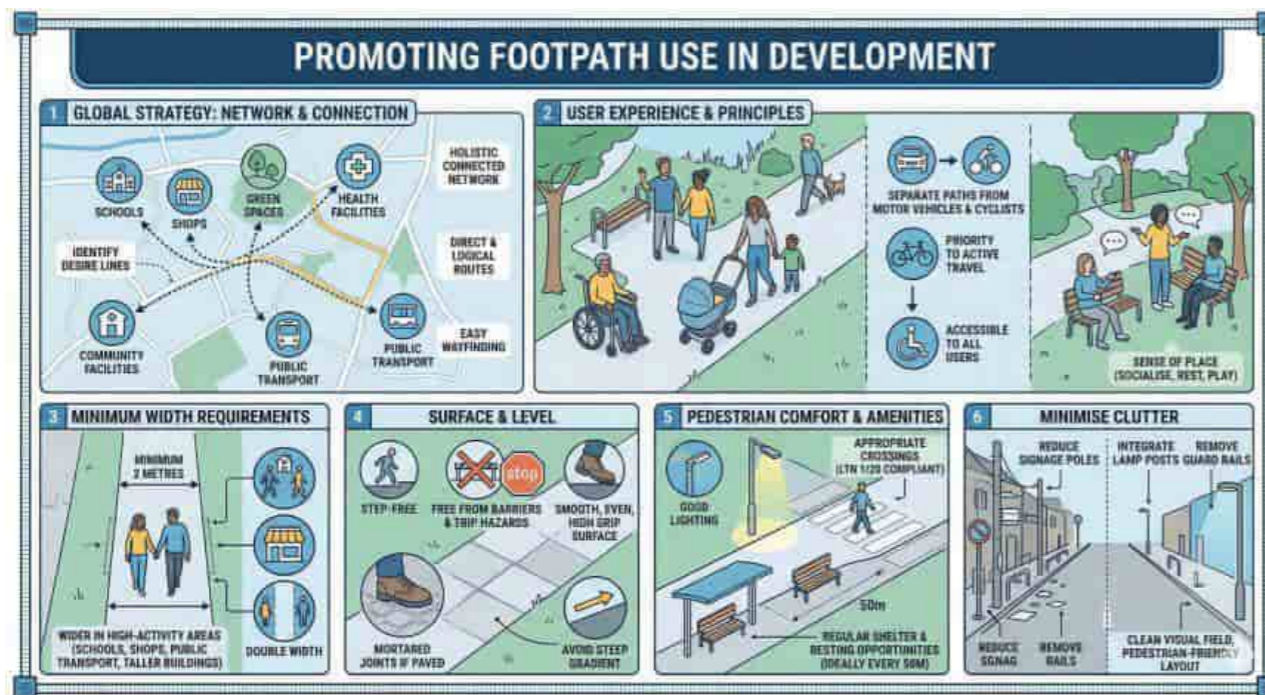 PROMOTING FOOTPATH USE IN DEVELOPMENT
1 GLOBAL STRATEGY: NETWORK & CONNECTION
SCHOOLS
SHOPS
GREEN
SPACES
HEALTH
FACILITIES
HOLISTIC
CONNECTED
NETWORK
IDENTIFY
DESIRE LINES
DIRECT &
LOGICAL
ROUTES
COMMUNITY
FACILITIES
PUBLIC
TRANSPORT
PUBLIC
TRANSPORT
EASY
WAYFINDING
2 USER EXPERIENCE & PRINCIPLES
SEPARATE PATHS FROM
MOTOR VEHICLES & CYCLISTS
PRIORITY
TO ACTIVE
TRAVEL
ACCESSIBLE
TO ALL
USERS
SENSE OF PLACE
(SOCIALISE, REST, PLAY)
3 MINIMUM WIDTH REQUIREMENTS
MINIMUM
2 METRES
WIDER IN HIGH-ACTIVITY AREAS
(SCHOOLS, SHOPS, PUBLIC
TRANSPORT, TALLER BUILDINGS)
DOUBLE WIDTH
4 SURFACE & LEVEL
STEP-FREE
stop
FREE FROM BARRIERS
& TRIP HAZARDS
SMOOTH, EVEN,
HIGH GRIP
SURFACE
MORTARED
JOINTS IF PAVED
AVOID STEEP
GRADIENT
5 PEDESTRIAN COMFORT & AMENITIES
GOOD
LIGHTING
APPROPRIATE
CROSSINGS
(LTN 1/20 COMPLIANT)
50m
REGULAR SHELTER &
RESTING OPPORTUNITIES
(IDEALLY EVERY 50M)
6 MINIMISE CLUTTER
REDUCE
SIGNAGE POLES
INTEGRATE
LAMP POSTS
REMOVE
GUARD RAILS
REDUCE
SIGNAG
REMOVE
RAILS
CLEAN VISUAL FIELD,
PEDESTRIAN-FRIENDLY
LAYOUT